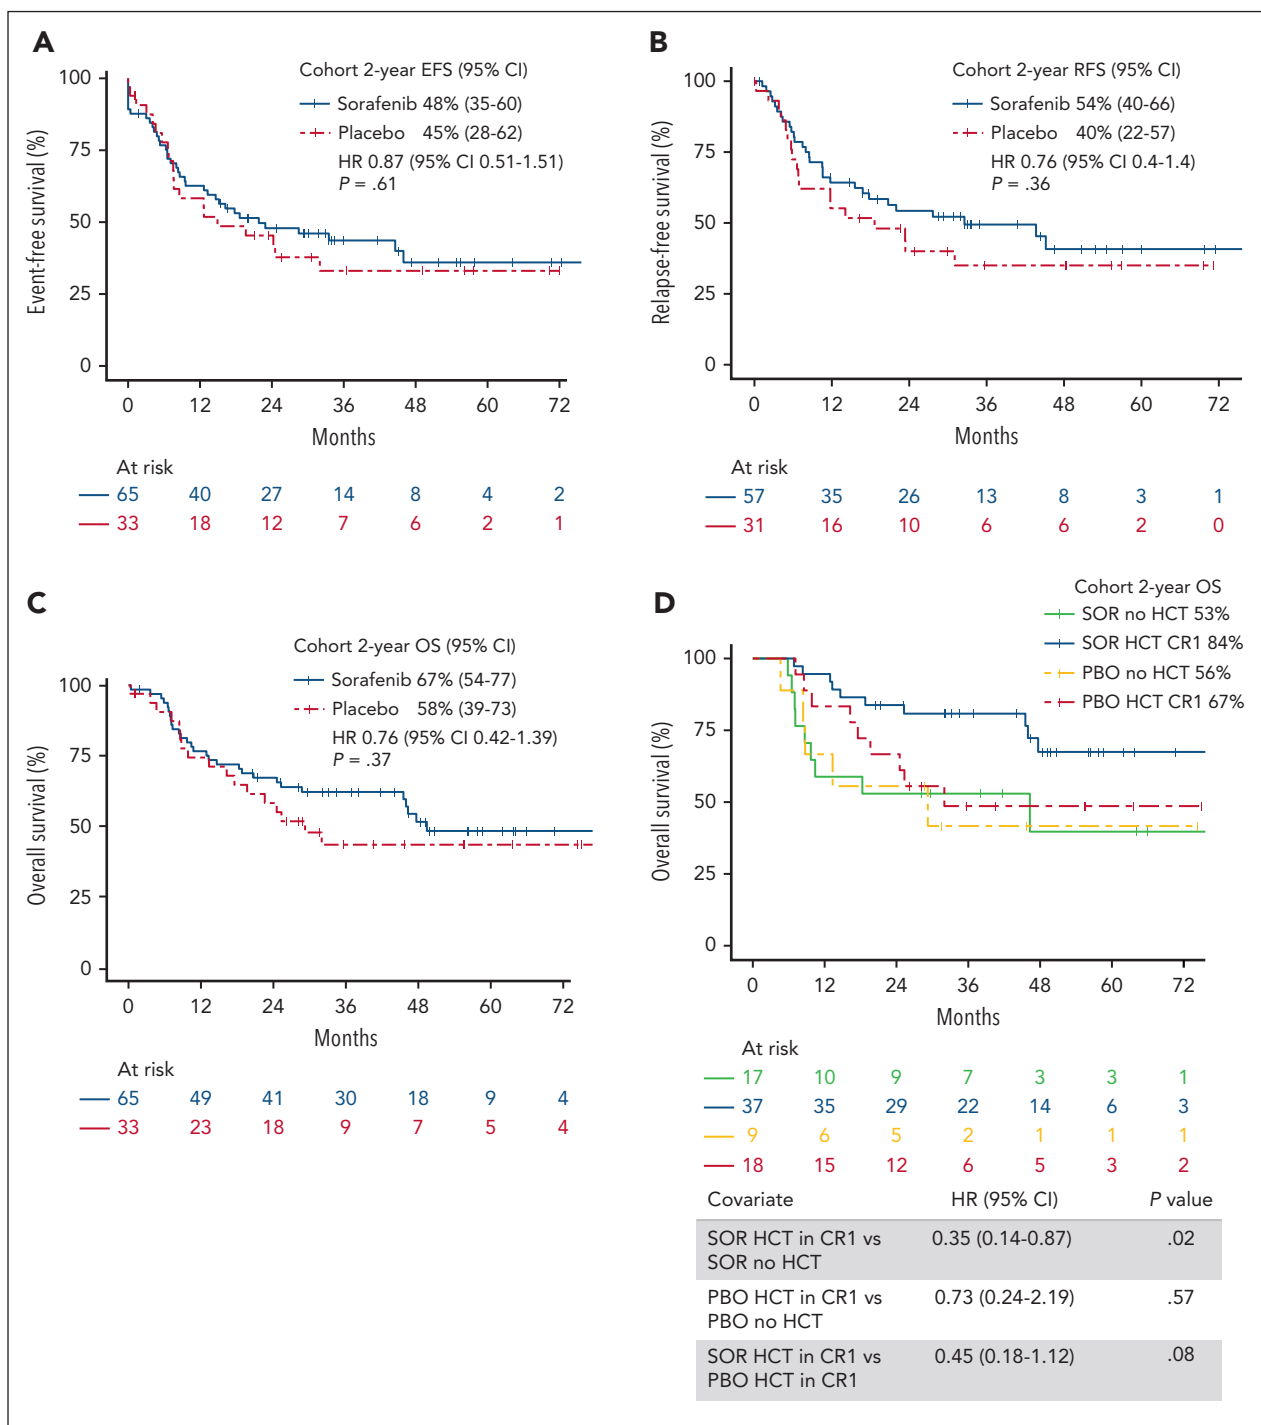 A
Cohort 2-year EFS (95% CI)
Sorafenib 48% (35-60)
Placebo 45% (28-62)
HR 0.87 (95% CI 0.51-1.51)
P = .61
Event-free survival (%)
100
75
50
25
0
0 12 24 36 48 60 72
Months
At risk
65 40 27 14 8 4 2
33 18 12 7 6 2 1
B
Cohort 2-year RFS (95% CI)
Sorafenib 54% (40-66)
Placebo 40% (22-57)
HR 0.76 (95% CI 0.4-1.4)
P = .36
Relapse-free survival (%)
100
75
50
25
0
0 12 24 36 48 60 72
Months
At risk
57 35 26 13 8 3 1
31 16 10 6 6 2 0
C
Cohort 2-year OS (95% CI)
Sorafenib 67% (54-77)
Placebo 58% (39-73)
HR 0.76 (95% CI 0.42-1.39)
P = .37
Overall survival (%)
100
75
50
25
0
0 12 24 36 48 60 72
Months
At risk
65 49 41 30 18 9 4
33 23 18 9 7 5 4
D
Cohort 2-year OS
SOR no HCT 53%
SOR HCT CR1 84%
PBO no HCT 56%
PBO HCT CR1 67%
Overall survival (%)
100
75
50
25
0
0 12 24 36 48 60 72
Months
At risk
17 10 9 7 3 3 1
37 35 29 22 14 6 3
9 6 5 2 1 1 1
18 15 12 6 5 3 2
Covariate HR (95% CI) P value
SOR HCT in CR1 vs 0.35 (0.14-0.87) .02
SOR no HCT
PBO HCT in CR1 vs 0.73 (0.24-2.19) .57
PBO no HCT
SOR HCT in CR1 vs 0.45 (0.18-1.12) .08
PBO HCT in CR1